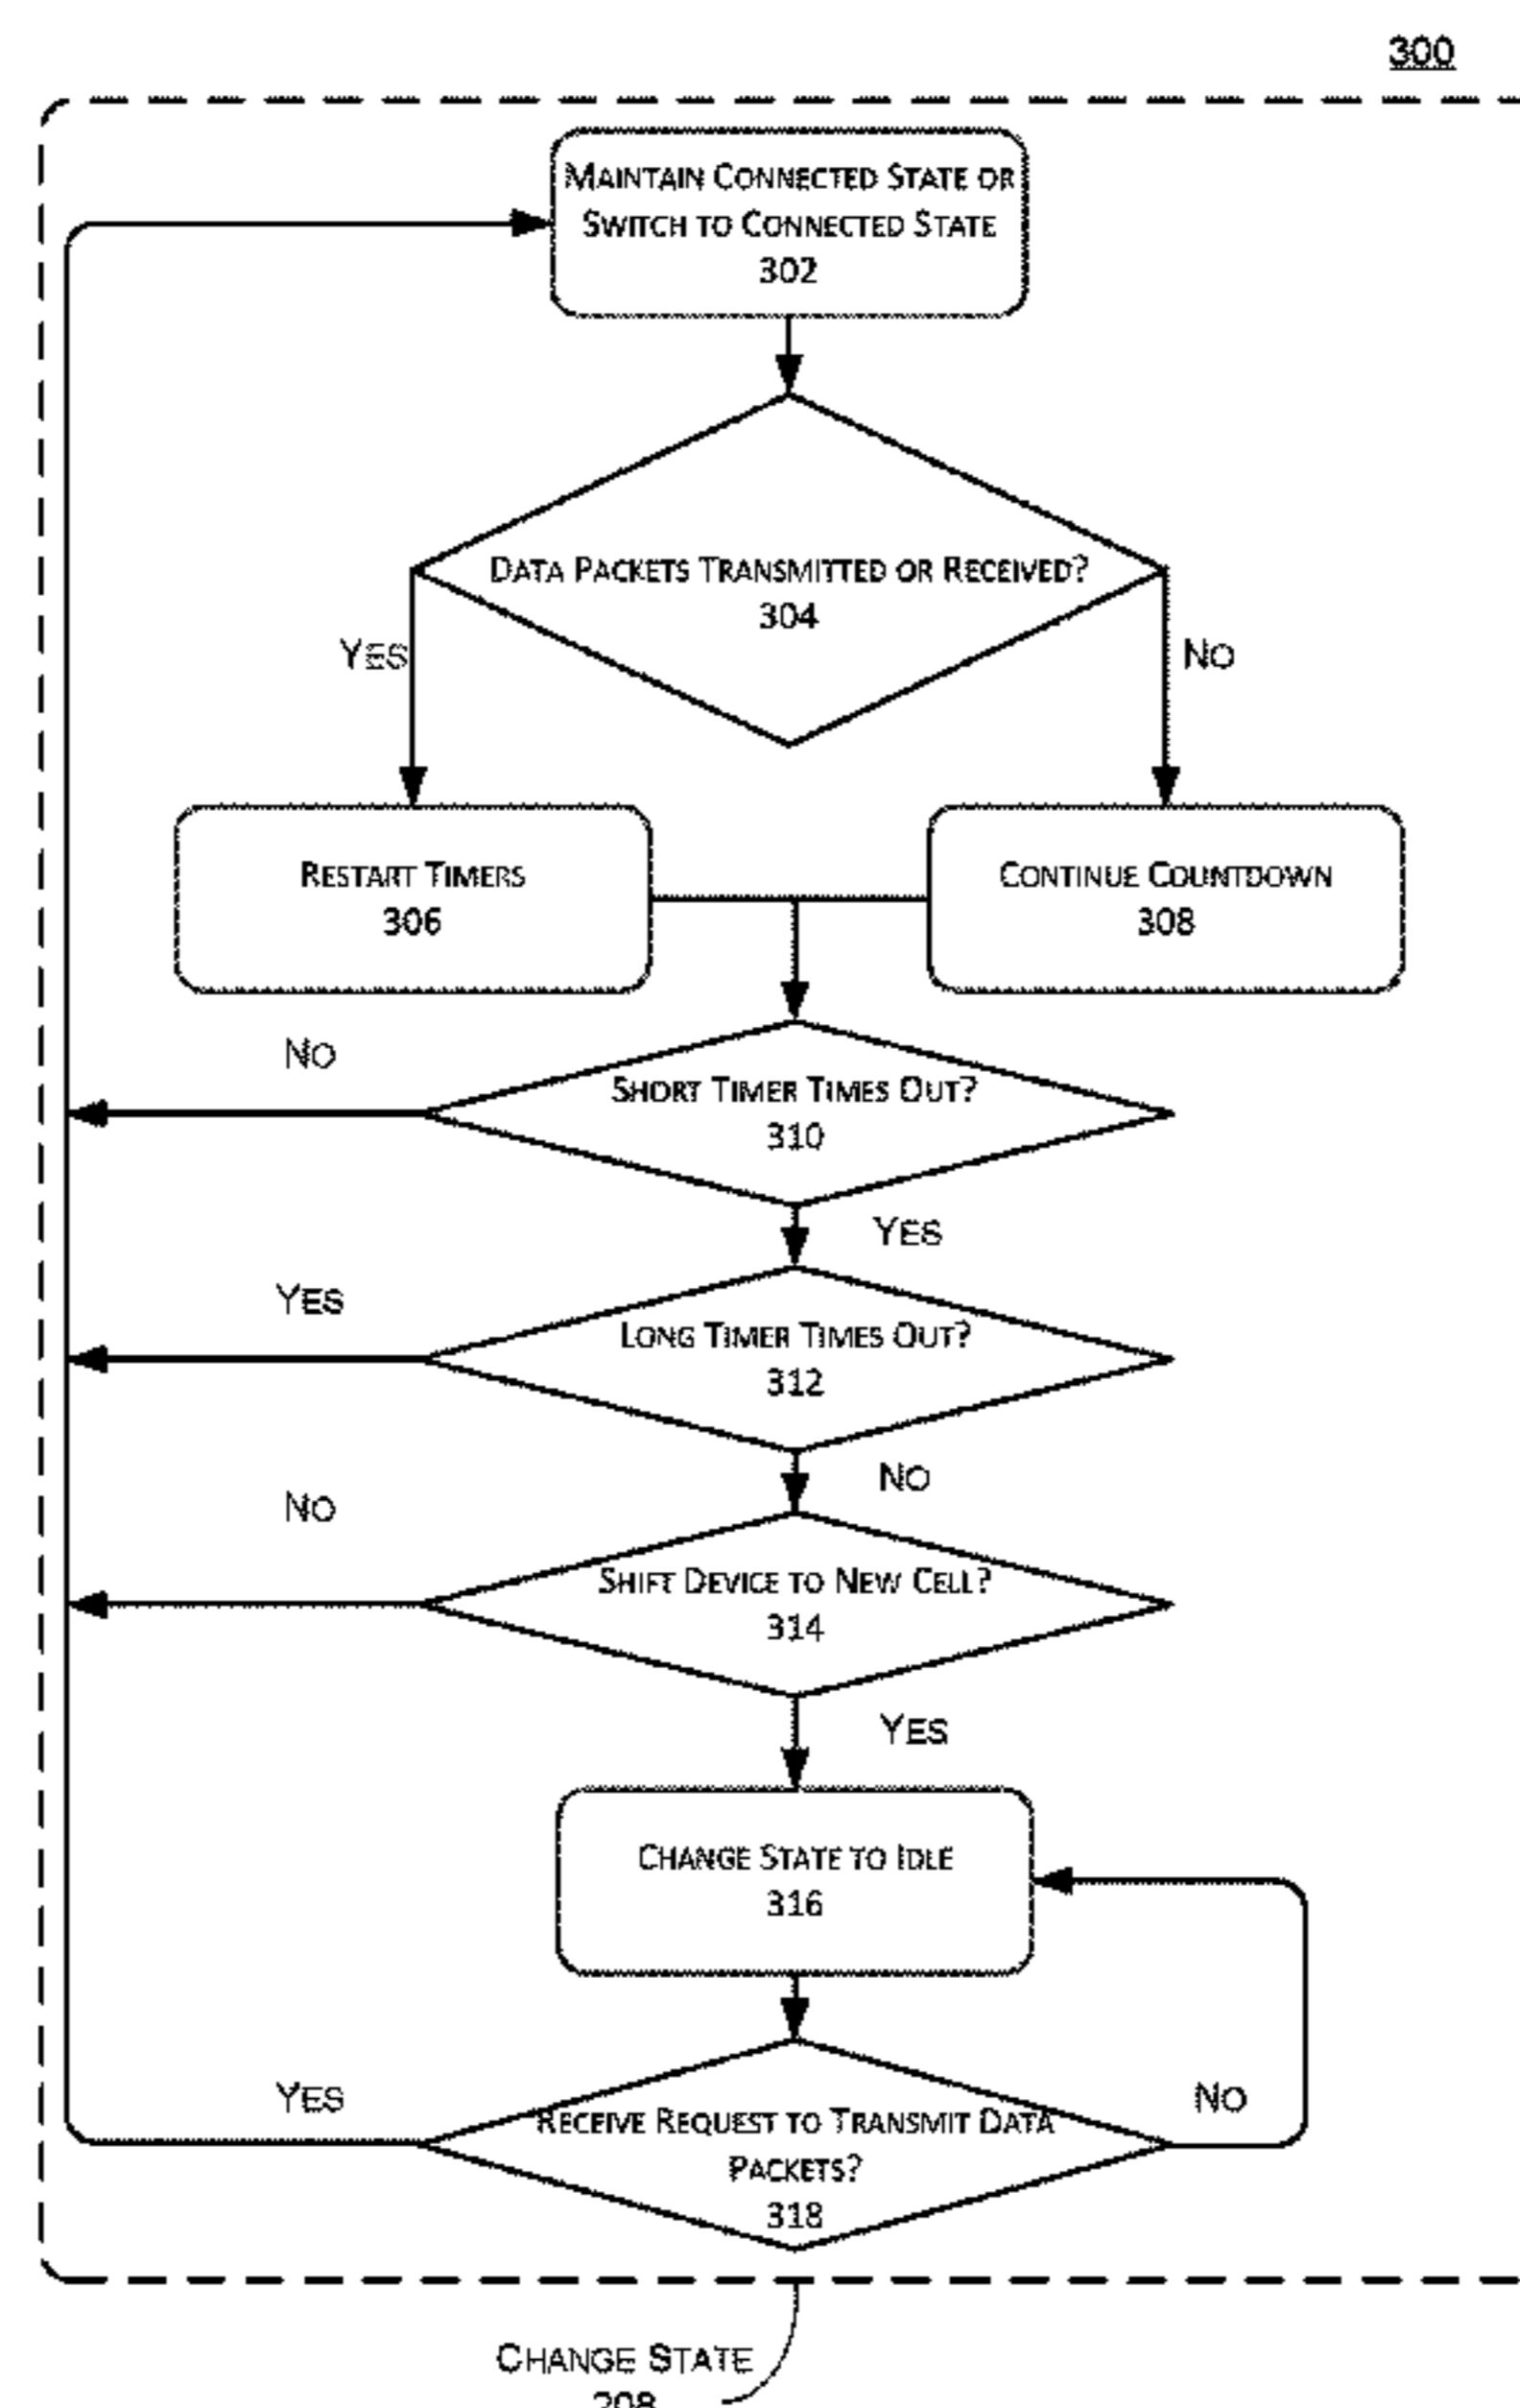 300
MAINTAIN CONNECTED STATE OR
SWITCH TO CONNECTED STATE
302
DATA PACKETS TRANSMITTED OR RECEIVED?
304
YES
NO
RESTART TIMERS
306
CONTINUE COUNTDOWN
308
NO
SHORT TIMER TIMES OUT?
310
YES
YES
LONG TIMER TIMES OUT?
312
NO
NO
SHIFT DEVICE TO NEW CELL?
314
YES
CHANGE STATE TO IDLE
316
YES
NO
RECEIVE REQUEST TO TRANSMIT DATA
PACKETS?
318
CHANGE STATE
208